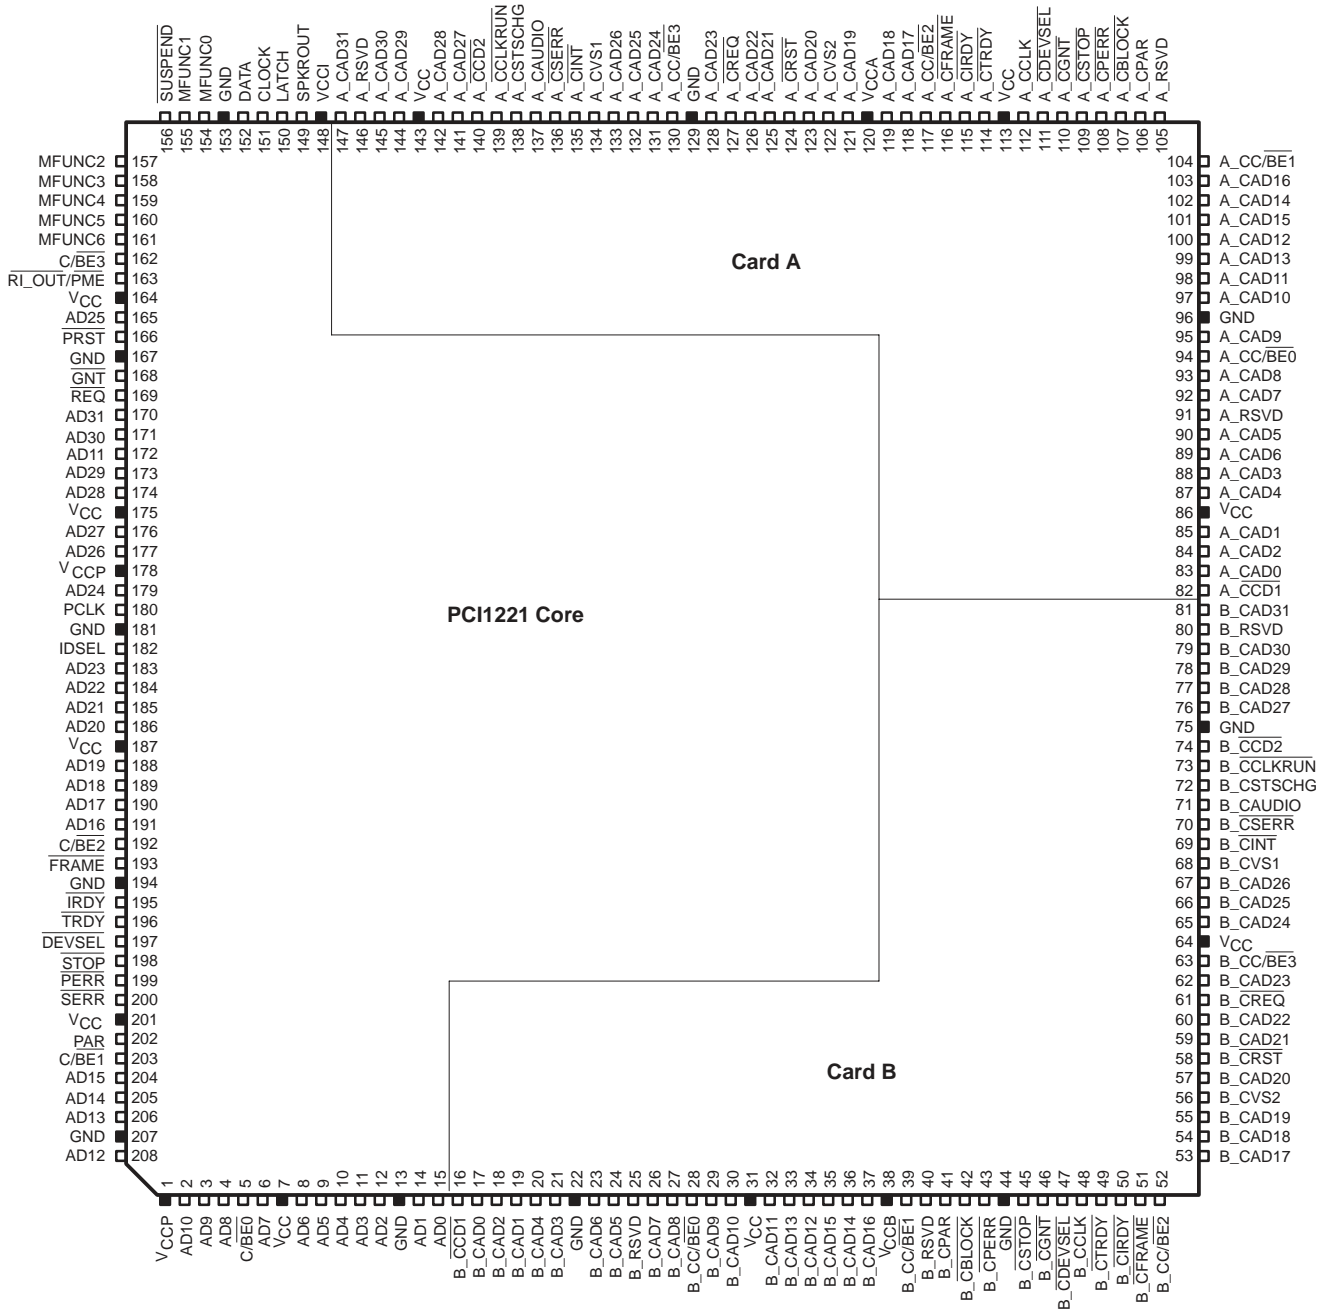 SUSPEND
MFUNC1
MFUNC0
GND
DATA
CLOCK
LATCH
SPKROUT
VCCI
A_CAD31
A_RSVD
A_CAD30
A_CAD29
VCC
A_CAD28
A_CAD27
A_CCD2
A_CCLKRUN
A_CSTSCHG
A_CAUDIO
A_CSERR
A_CINT
A_CVS1
A_CAD26
A_CAD25
A_CAD24
A_CC/BE3
GND
A_CAD23
A_CREQ
A_CAD22
A_CAD21
A_CRST
A_CAD20
A_CVS2
A_CAD19
VCCA
A_CAD18
A_CAD17
A_CC/BE2
A_CFRAME
A_CIRDY
A_CTRDY
VCC
A_CCLK
A_CDEVSEL
A_CGNT
A_CSTOP
A_CPERR
A_CBLOCK
A_CPAR
A_RSVD
156
155
154
153
152
151
150
149
148
147
146
145
144
143
142
141
140
139
138
137
136
135
134
133
132
131
130
129
128
127
126
125
124
123
122
121
120
119
118
117
116
115
114
113
112
111
110
109
108
107
106
105
MFUNC2 157
MFUNC3 158
MFUNC4 159
MFUNC5 160
MFUNC6 161
C/BE3 162
RI_OUT/PME 163
VCC 164
AD25 165
PRST 166
GND 167
GNT 168
REQ 169
AD31 170
AD30 171
AD11 172
AD29 173
AD28 174
VCC 175
AD27 176
AD26 177
VCCP 178
AD24 179
PCLK 180
GND 181
IDSEL 182
AD23 183
AD22 184
AD21 185
AD20 186
VCC 187
AD19 188
AD18 189
AD17 190
AD16 191
C/BE2 192
FRAME 193
GND 194
IRDY 195
TRDY 196
DEVSEL 197
STOP 198
PERR 199
SERR 200
VCC 201
PAR 202
C/BE1 203
AD15 204
AD14 205
AD13 206
GND 207
AD12 208
Card A
PCI1221 Core
Card B
104 A_CC/BE1
103 A_CAD16
102 A_CAD14
101 A_CAD15
100 A_CAD12
99 A_CAD13
98 A_CAD11
97 A_CAD10
96 GND
95 A_CAD9
94 A_CC/BE0
93 A_CAD8
92 A_CAD7
91 A_RSVD
90 A_CAD5
89 A_CAD6
88 A_CAD3
87 A_CAD4
86 VCC
85 A_CAD1
84 A_CAD2
83 A_CAD0
82 A_CCD1
81 B_CAD31
80 B_RSVD
79 B_CAD30
78 B_CAD29
77 B_CAD28
76 B_CAD27
75 GND
74 B_CCD2
73 B_CCLKRUN
72 B_CSTSCHG
71 B_CAUDIO
70 B_CSERR
69 B_CINT
68 B_CVS1
67 B_CAD26
66 B_CAD25
65 B_CAD24
64 VCC
63 B_CC/BE3
62 B_CAD23
61 B_CREQ
60 B_CAD22
59 B_CAD21
58 B_CRST
57 B_CAD20
56 B_CVS2
55 B_CAD19
54 B_CAD18
53 B_CAD17
1
2
3
4
5
6
7
8
9
10
11
12
13
14
15
16
17
18
19
20
21
22
23
24
25
26
27
28
29
30
31
32
33
34
35
36
37
38
39
40
41
42
43
44
45
46
47
48
49
50
51
52
VCCP
AD10
AD9
AD8
C/BE0
AD7
VCC
AD6
AD5
AD4
AD3
AD2
GND
AD1
AD0
B_CCD1
B_CAD0
B_CAD2
B_CAD1
B_CAD4
B_CAD3
GND
B_CAD6
B_CAD5
B_RSVD
B_CAD7
B_CAD8
B_CC/BE0
B_CAD9
B_CAD10
VCC
B_CAD11
B_CAD13
B_CAD12
B_CAD15
B_CAD14
B_CAD16
VCCB
B_CC/BE1
B_RSVD
B_CPAR
B_CBLOCK
B_CPERR
GND
B_CSTOP
B_CGNT
B_CDEVSEL
B_CCLK
B_CTRDY
B_CIRDY
B_CFRAME
B_CC/BE2